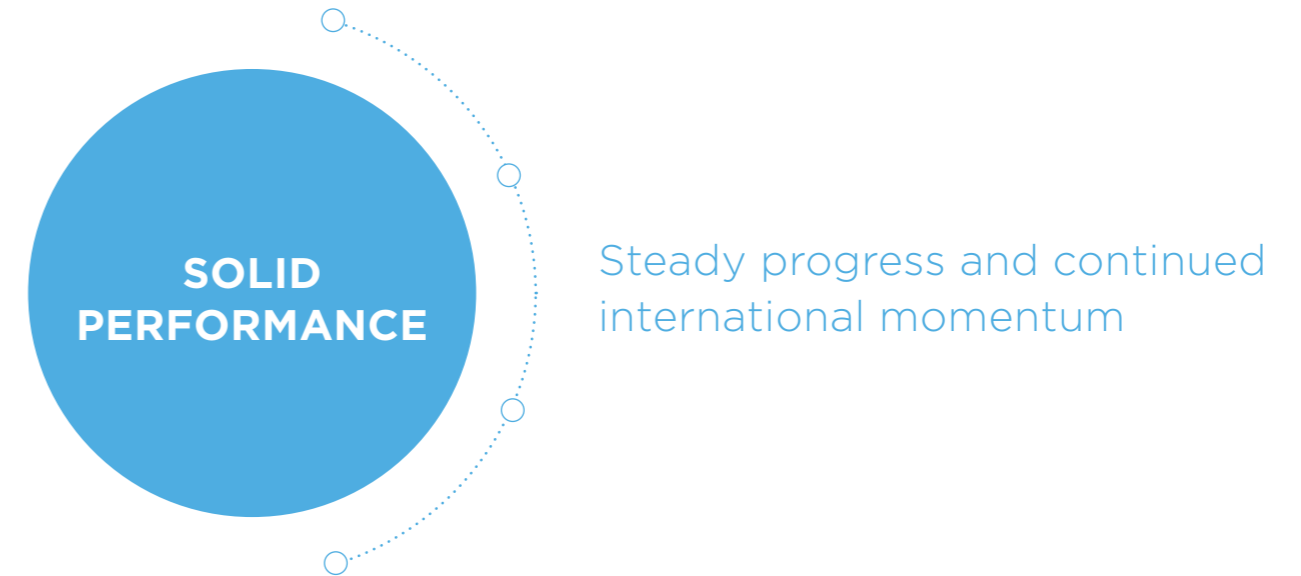 SOLID
PERFORMANCE
Steady progress and continued
international momentum